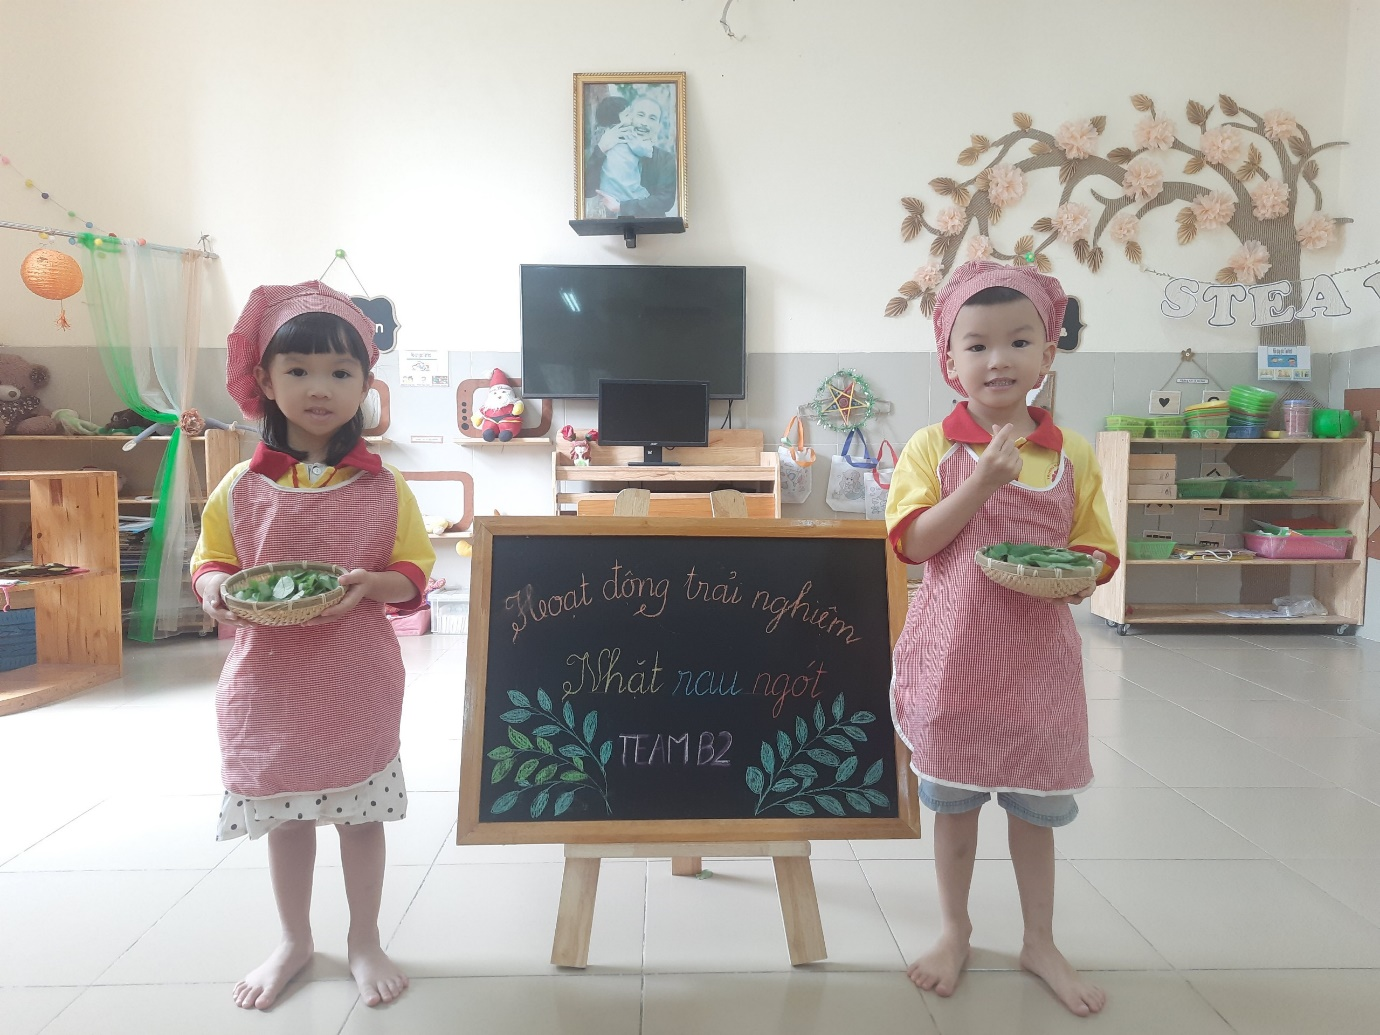 Hoạt động trải nghiệm
Nhặt rau ngót
TEAM B2
STEA